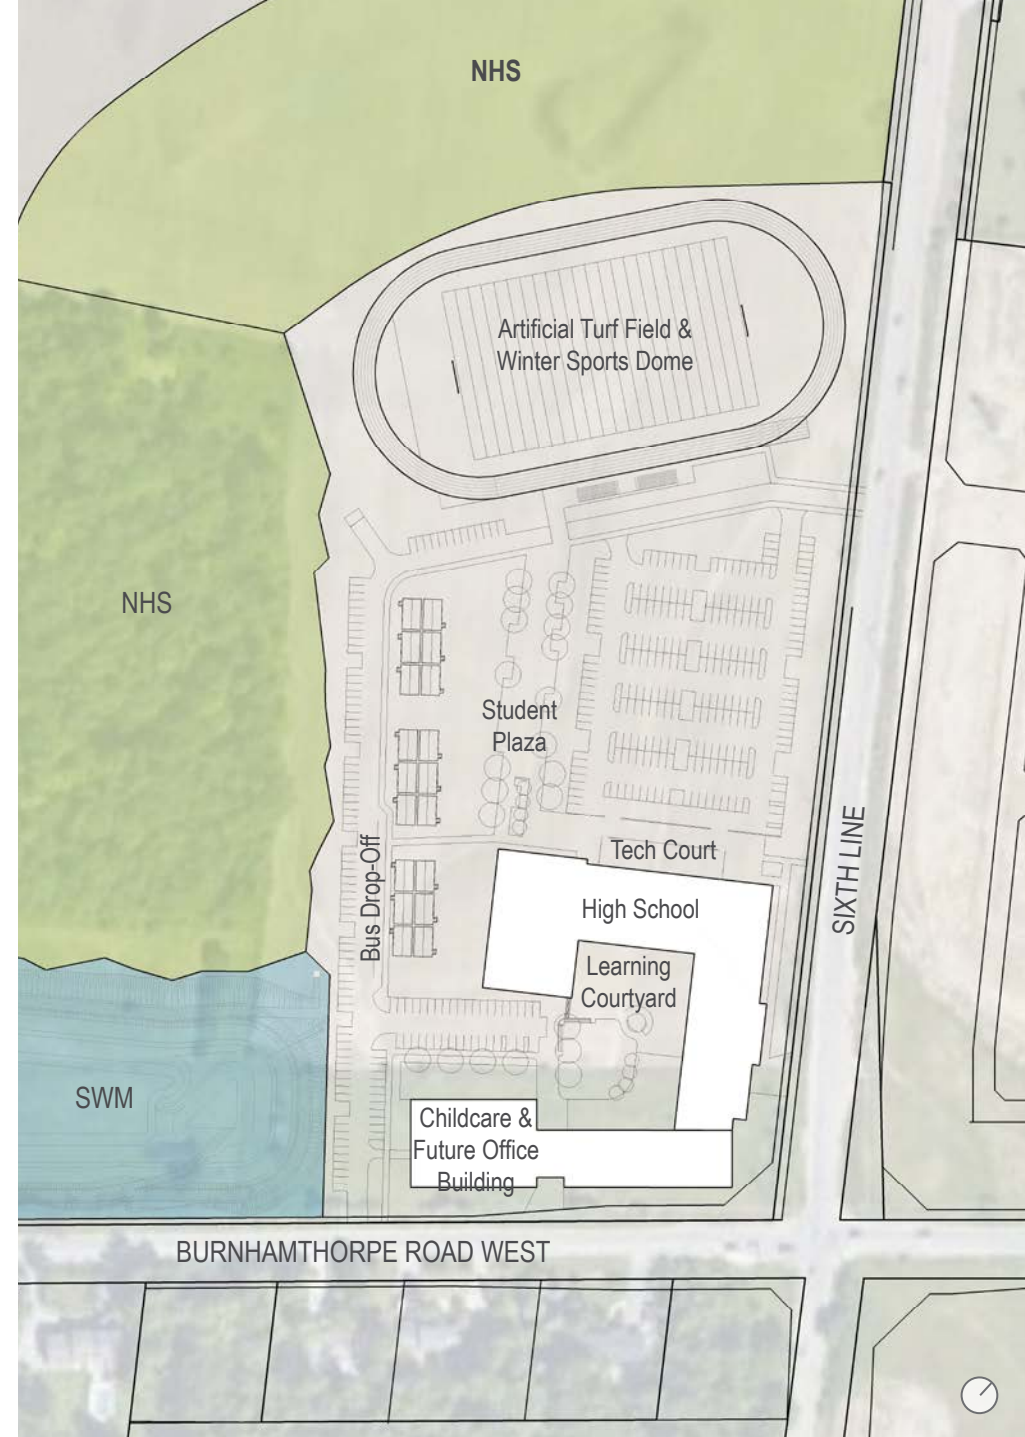 NHS
Artificial Turf Field &
Winter Sports Dome
NHS
Student
Plaza
Tech Court
SIXTH LINE
Bus Drop-Off
High School
Learning
Courtyard
SWM
Childcare &
Future Office
Building
BURNHAMTHORPE ROAD WEST